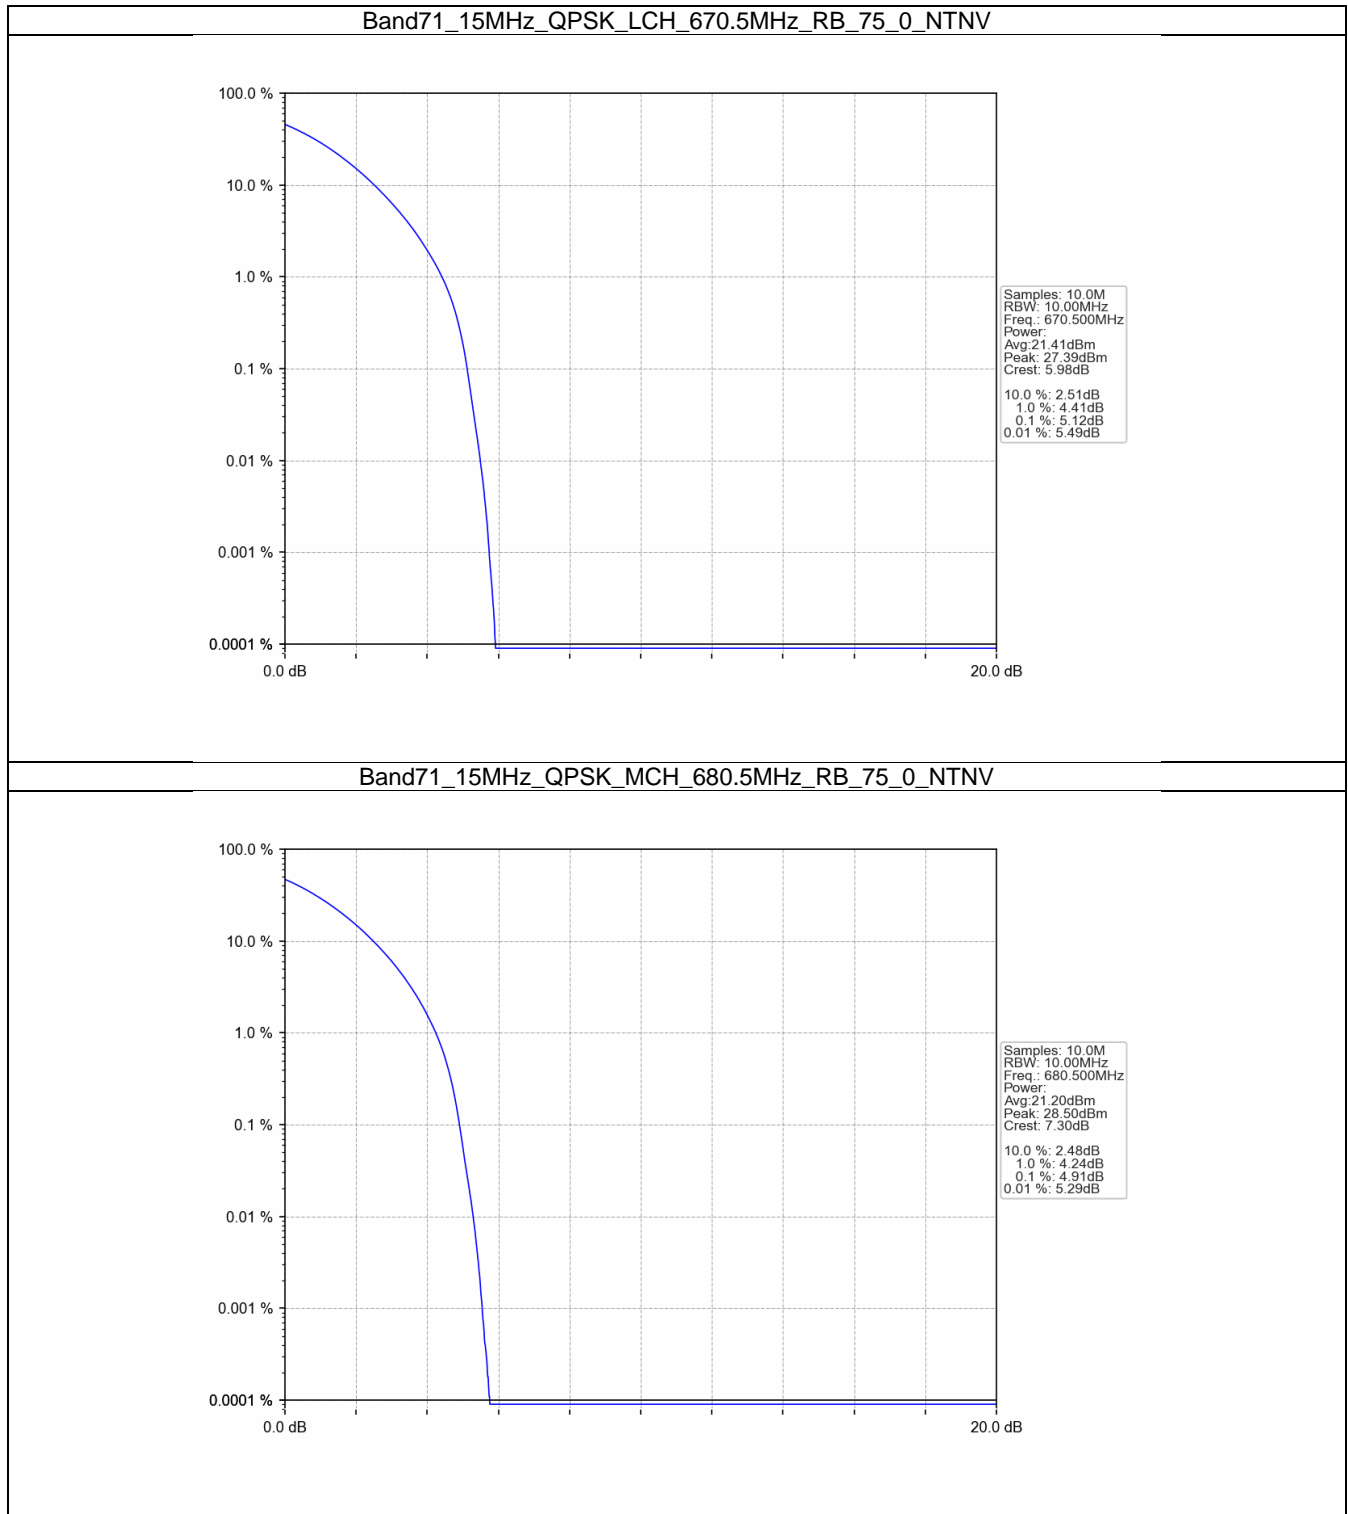 Band71_15MHz_QPSK_LCH_670.5MHz_RB_75_0_NTNV
100.0 %
10.0 %
1.0 %
0.1 %
0.01 %
0.001 %
0.0001 %
0.0 dB
20.0 dB
Samples: 10.0M
RBW: 10.00MHz
Freq.: 670.500MHz
Power:
Avg:21.41dBm
Peak: 27.39dBm
Crest: 5.98dB
10.0 %: 2.51dB
1.0 %: 4.41dB
0.1 %: 5.12dB
0.01 %: 5.49dB
Band71_15MHz_QPSK_MCH_680.5MHz_RB_75_0_NTNV
100.0 %
10.0 %
1.0 %
0.1 %
0.01 %
0.001 %
0.0001 %
0.0 dB
20.0 dB
Samples: 10.0M
RBW: 10.00MHz
Freq.: 680.500MHz
Power:
Avg:21.20dBm
Peak: 28.50dBm
Crest: 7.30dB
10.0 %: 2.48dB
1.0 %: 4.24dB
0.1 %: 4.91dB
0.01 %: 5.29dB